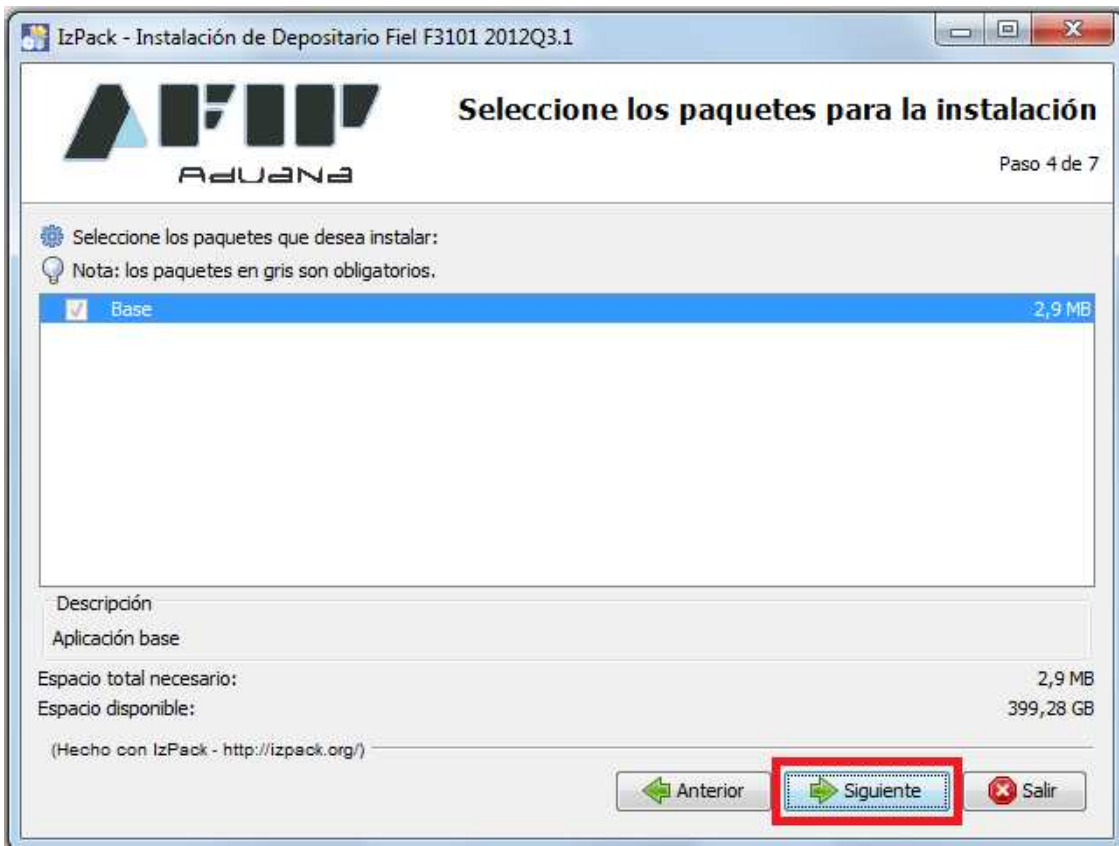 IzPack - Instalación de Depositario Fiel F3101 2012Q3.1
AFIP
Aduana
Seleccione los paquetes para la instalación
Paso 4 de 7
Seleccione los paquetes que desea instalar:
Nota: los paquetes en gris son obligatorios.
Base 2,9 MB
Descripción
Aplicación base
Espacio total necesario: 2,9 MB
Espacio disponible: 399,28 GB
(Hecho con IzPack - http://izpack.org/)
Anterior Siguiente Salir